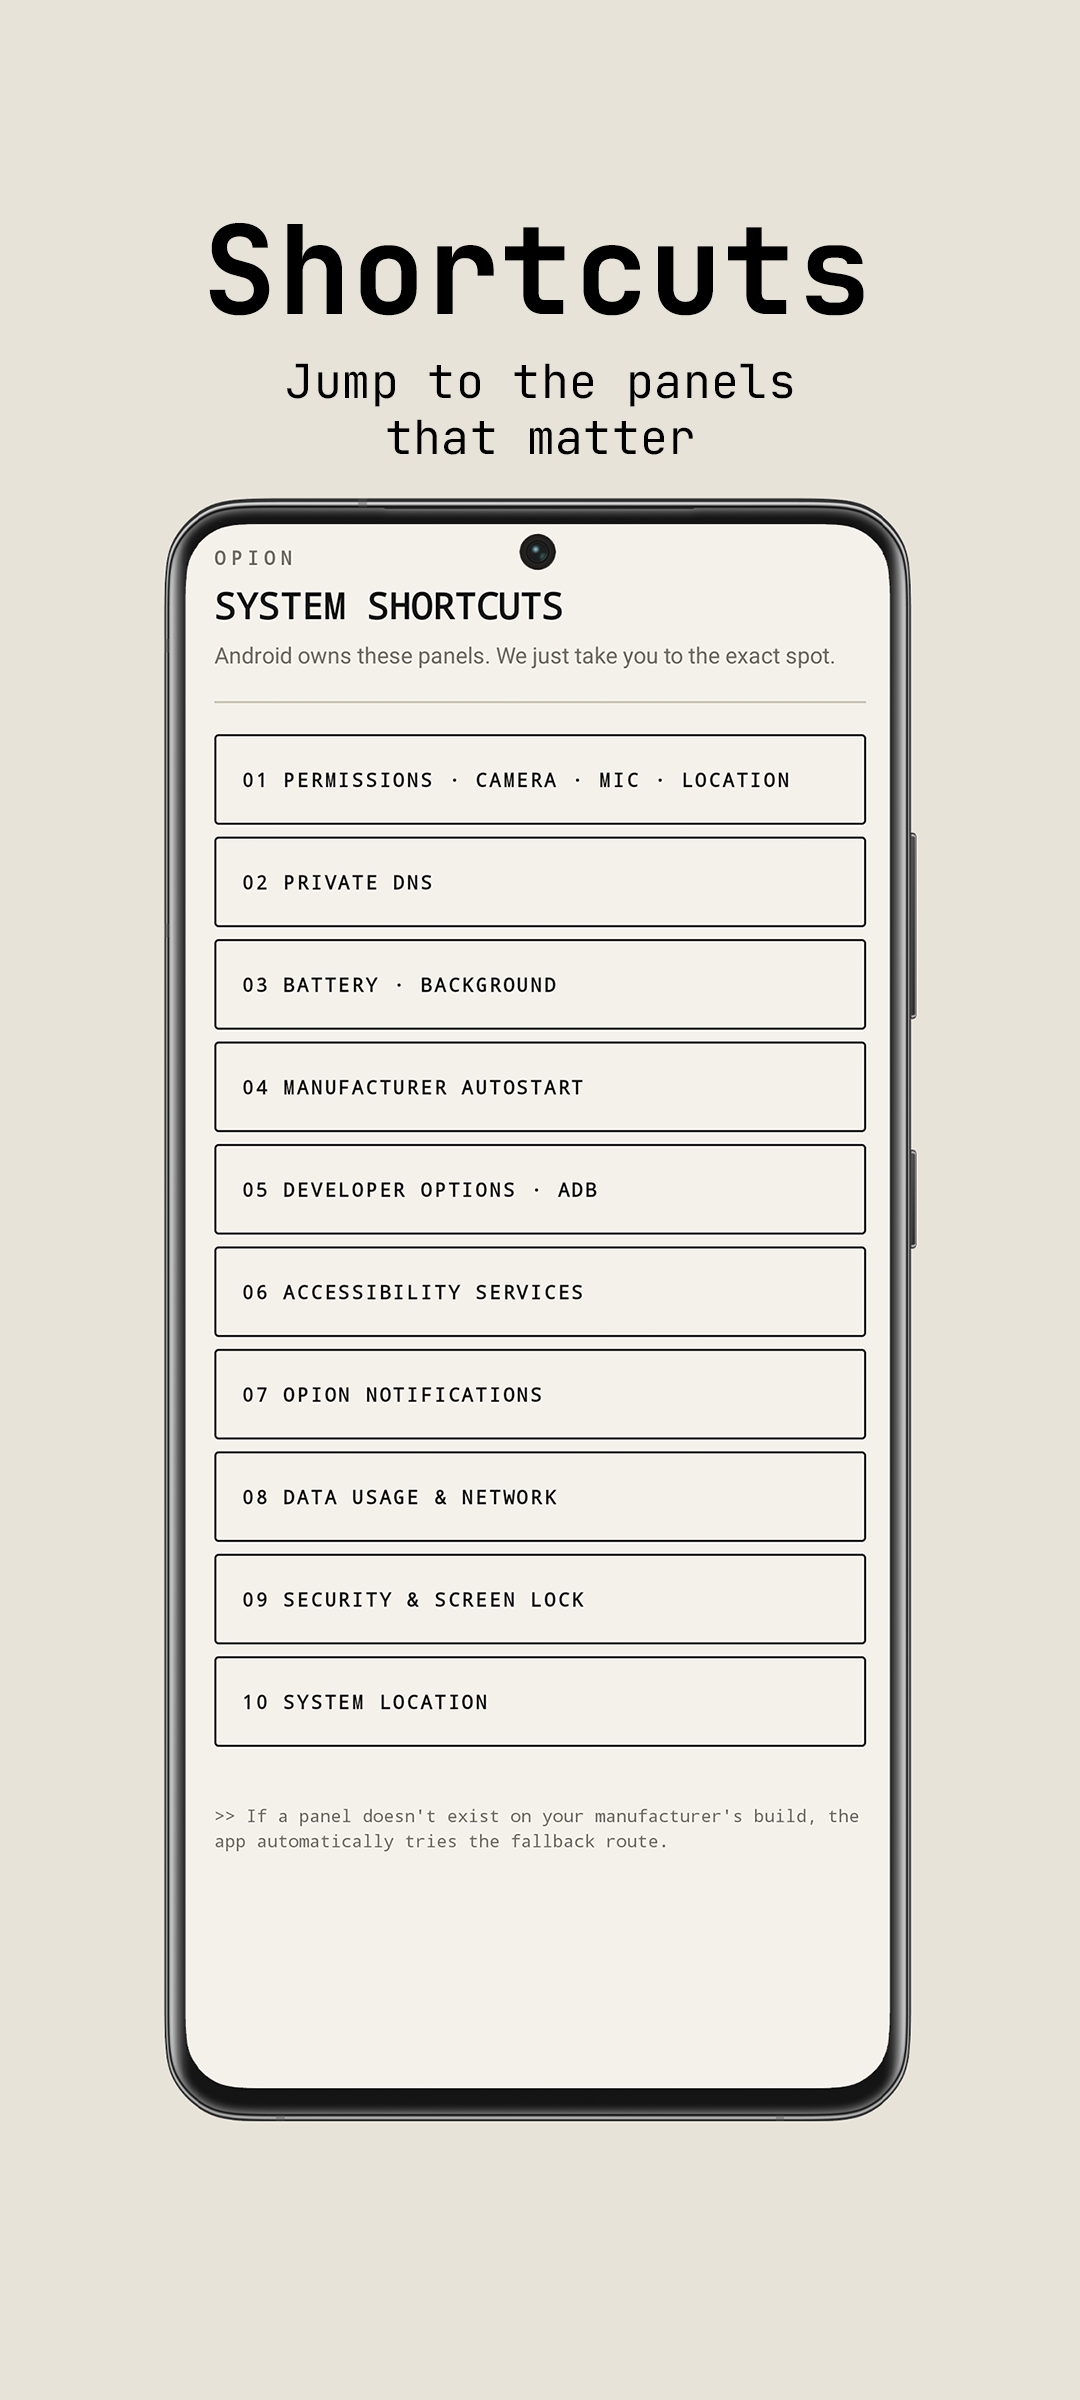 Shortcuts
Jump to the panels
that matter
OPION
SYSTEM SHORTCUTS
Android owns these panels. We just take you to the exact spot.
01 PERMISSIONS · CAMERA · MIC · LOCATION
02 PRIVATE DNS
03 BATTERY · BACKGROUND
04 MANUFACTURER AUTOSTART
05 DEVELOPER OPTIONS · ADB
06 ACCESSIBILITY SERVICES
07 OPION NOTIFICATIONS
08 DATA USAGE & NETWORK
09 SECURITY & SCREEN LOCK
10 SYSTEM LOCATION
>> If a panel doesn't exist on your manufacturer's build, the
app automatically tries the fallback route.